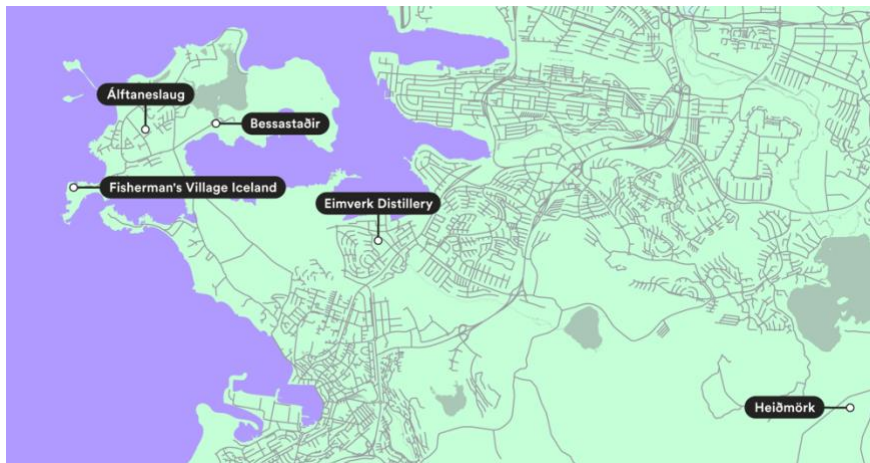 Álftaneslaug
Bessastaðir
Fisherman's Village Iceland
Eimverk Distillery
Heiðmörk